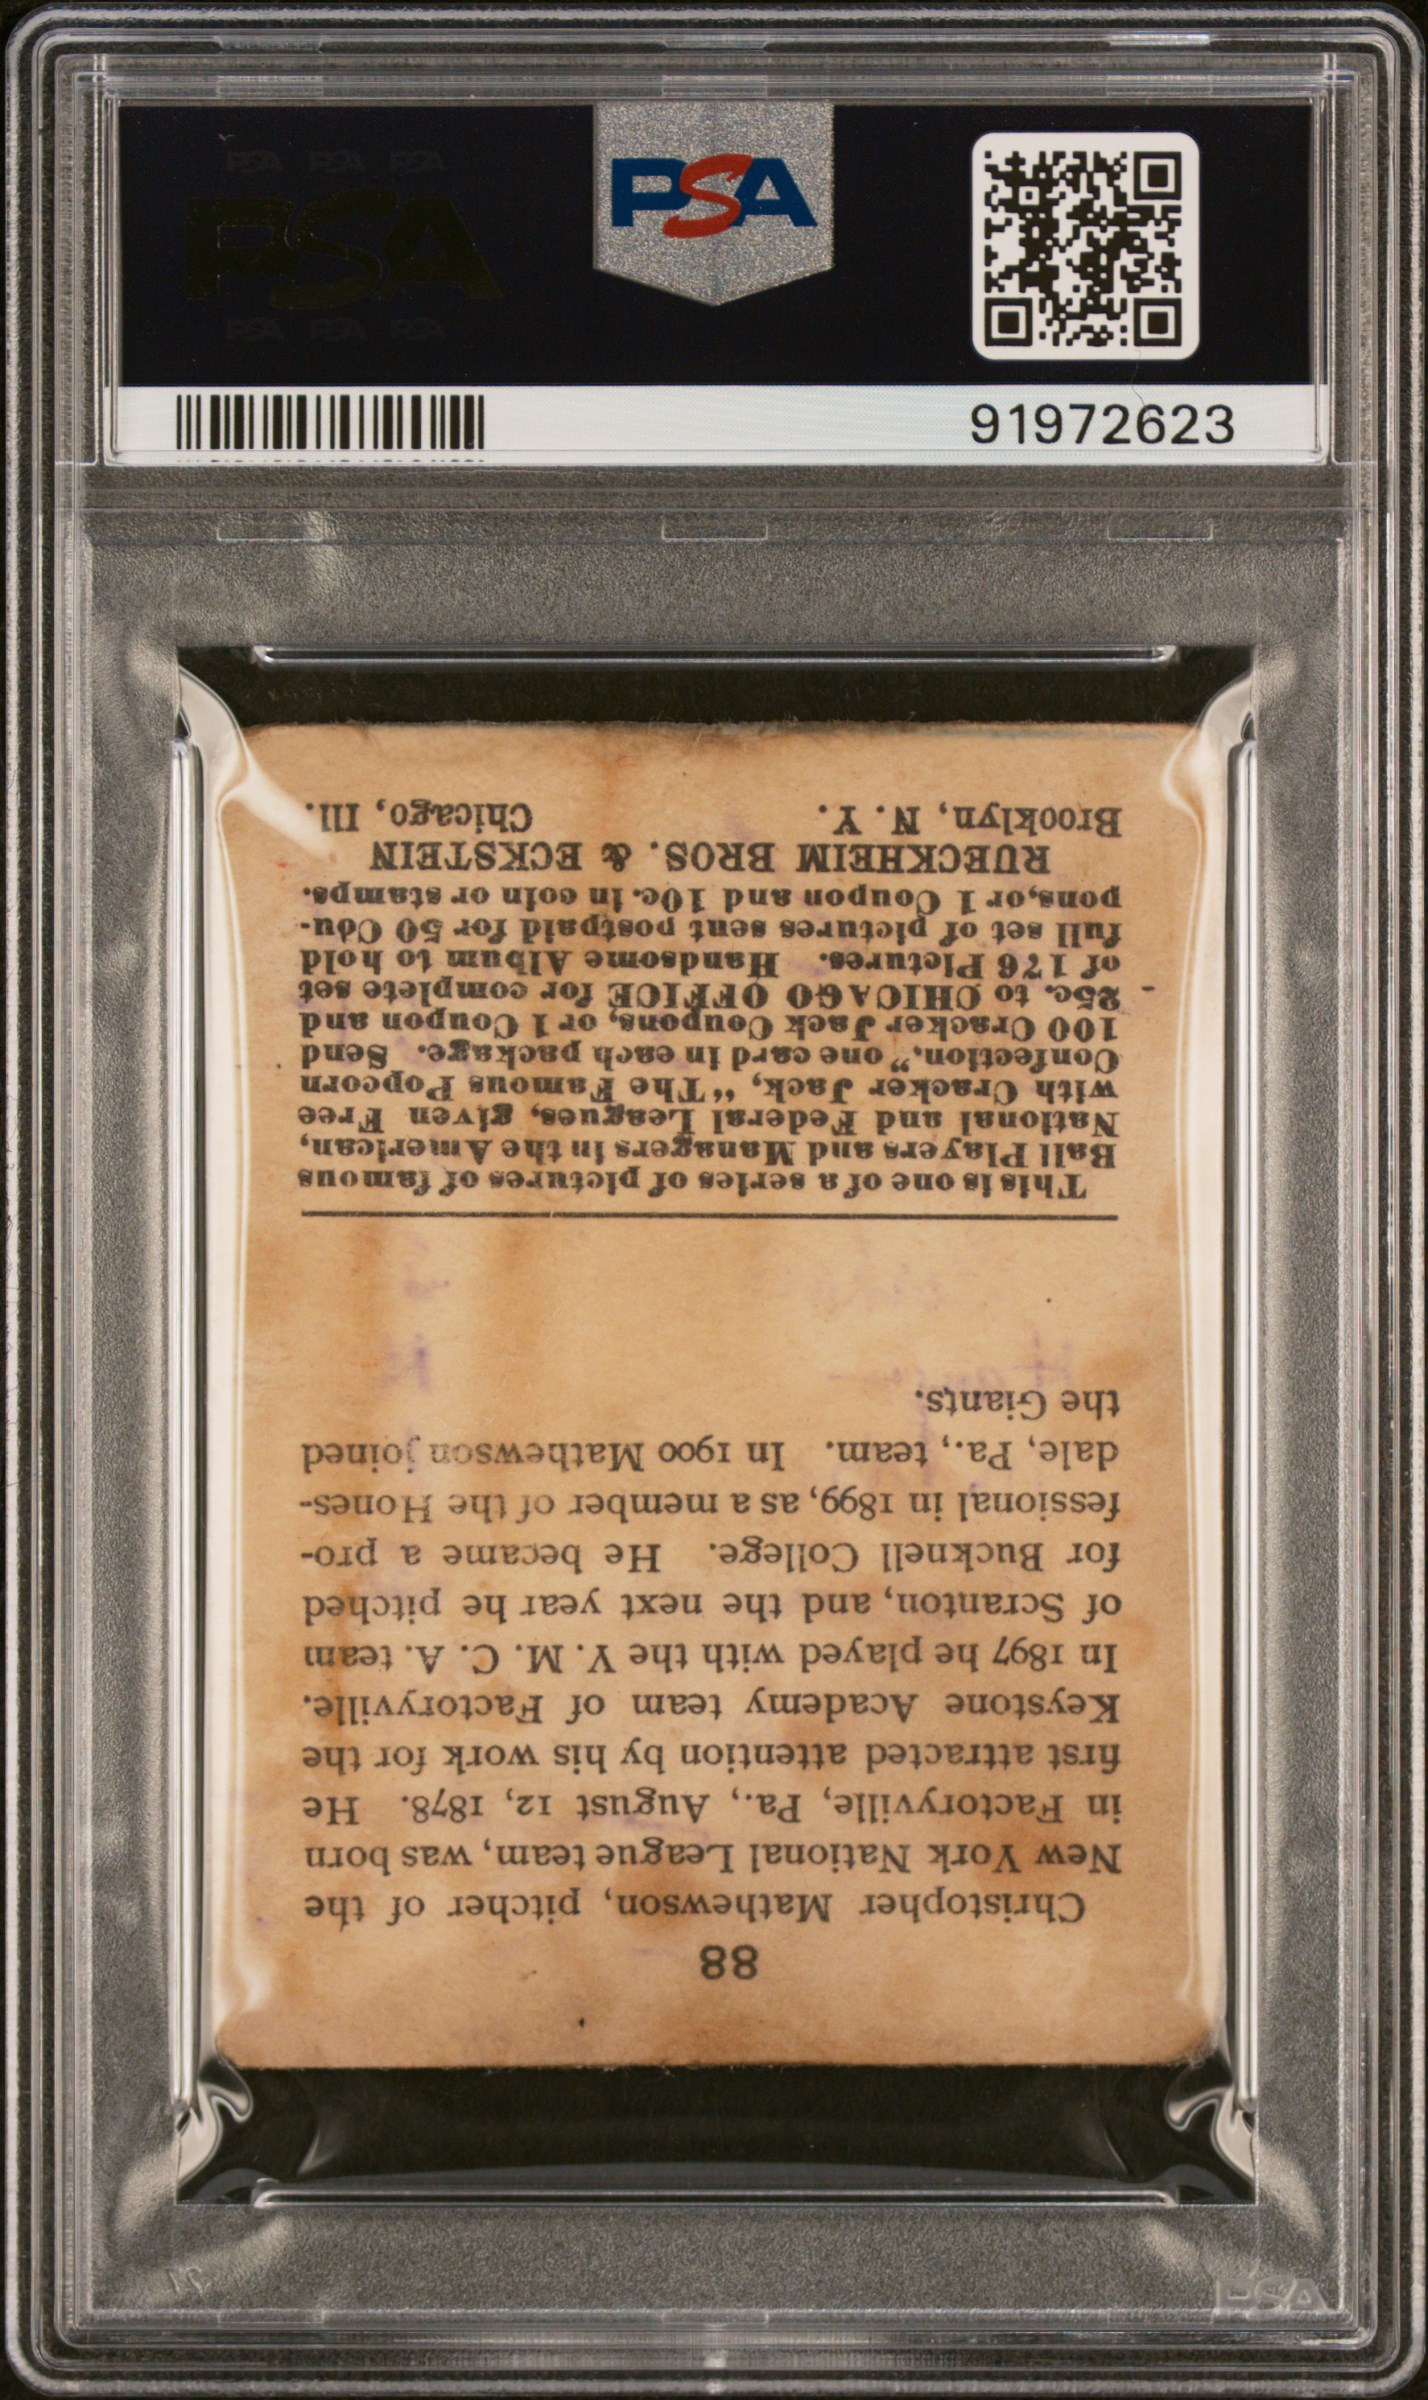 PSA
PSA PSA PSA
PSA
PSA PSA PSA
91972623
88
Christopher Mathewson, pitcher of the
New York National League team, was born
in Factoryville, Pa., August 12, 1878. He
first attracted attention by his work for the
Keystone Academy team of Factoryville.
In 1897 he played with the Y. M. C. A. team
of Scranton, and the next year he pitched
for Bucknell College. He became a pro-
fessional in 1899, as a member of the Hones-
dale, Pa., team. In 1900 Mathewson joined
the Giants.
This is one of a series of pictures of famous
Ball Players and Managers in the American,
National and Federal Leagues, given Free
with Cracker Jack, "The Famous Popcorn
Confection," one card in each package. Send
100 Cracker Jack Coupons, or 1 Coupon and
25c. to CHICAGO OFFICE for complete set
of 176 Pictures. Handsome Album to hold
full set of pictures sent postpaid for 50 Cou-
pons, or 1 Coupon and 10c. in coin or stamps.
RUECKHEIM BROS. & ECKSTEIN
Brooklyn, N. Y. Chicago, Ill.
PSA